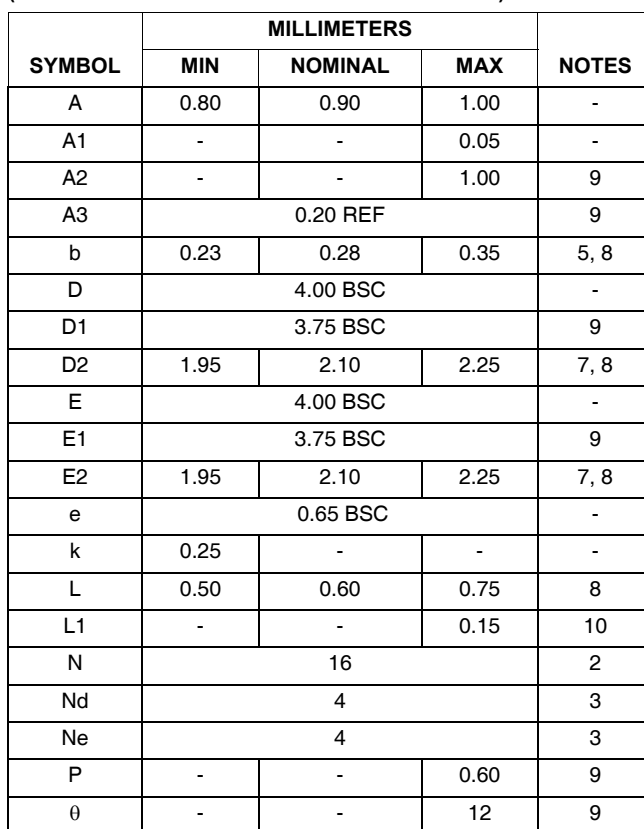 MILLIMETERS
SYMBOL MIN NOMINAL MAX NOTES
A 0.80 0.90 1.00 -
A1 - - 0.05 -
A2 - - 1.00 9
A3 0.20 REF 9
b 0.23 0.28 0.35 5, 8
D 4.00 BSC -
D1 3.75 BSC 9
D2 1.95 2.10 2.25 7, 8
E 4.00 BSC -
E1 3.75 BSC 9
E2 1.95 2.10 2.25 7, 8
e 0.65 BSC -
k 0.25 - - -
L 0.50 0.60 0.75 8
L1 - - 0.15 10
N 16 2
Nd 4 3
Ne 4 3
P - - 0.60 9
θ - - 12 9